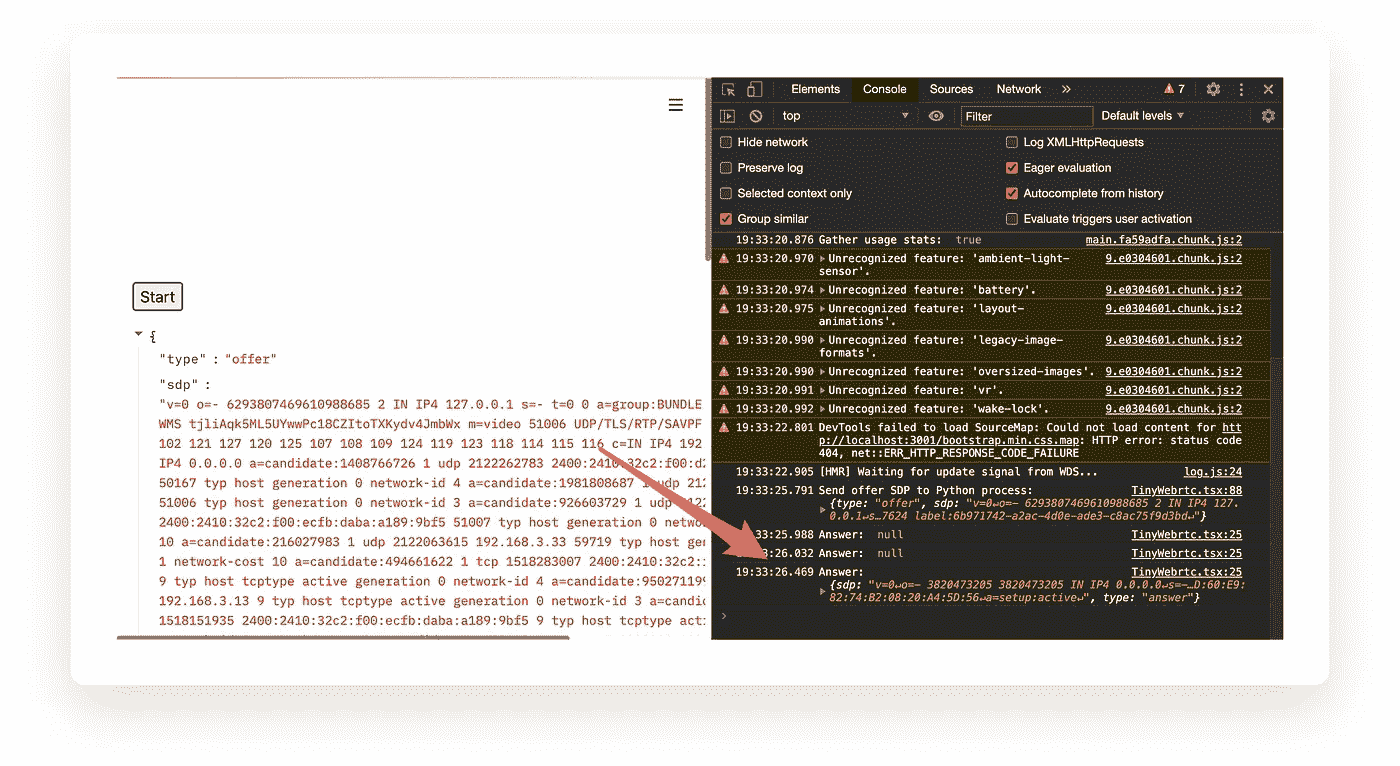 Start
{
"type" : "offer"
"sdp" :
"v=0 o=- 6293807469610988685 2 IN IP4 127.0.0.1 s=- t=0 0 a=group:BUNDLE
WMS tjliAqk5ML5UYwwPc18CZItoTXKydv4JmbWx m=video 51006 UDP/TLS/RTP/SAVPF
102 121 127 120 125 107 108 109 124 119 123 118 114 115 116 c=IN IP4 192
IP4 0.0.0.0 a=candidate:1408766726 1 udp 2122262783 2400:2410:32c2:f00:d2
50167 typ host generation 0 network-id 4 a=candidate:1981808687 1 udp 212
51006 typ host generation 0 network-id 3 a=candidate:926603729 1 udp 2122
2400:2410:32c2:f00:ecfb:daba:a189:9bf5 51007 typ host generation 0 netwo
10 a=candidate:216027983 1 udp 2122063615 192.168.3.33 59719 typ host ger
1 network-cost 10 a=candidate:494661622 1 tcp 1518283007 2400:2410:32c2:
9 typ host tcptype active generation 0 network-id 4 a=candidate:950271199
192.168.3.13 9 typ host tcptype active generation 0 network-id 3 a=candic
1518151935 2400:2410:32c2:f00:ecfb:daba:a189:9bf5 9 typ host tcptype act
Elements Console Sources Network 7
top Filter Default levels
Hide network Log XMLHttpRequests
Preserve log Eager evaluation
Selected context only Autocomplete from history
Group similar Evaluate triggers user activation
19:33:20.876 Gather usage stats: true main.fa59adfa.chunk.js:2
19:33:20.970 Unrecognized feature: 'ambient-light- 9.e0304601.chunk.js:2
sensor'.
19:33:20.974 Unrecognized feature: 'battery'. 9.e0304601.chunk.js:2
19:33:20.975 Unrecognized feature: 'layout- 9.e0304601.chunk.js:2
animations'.
19:33:20.990 Unrecognized feature: 'legacy-image- 9.e0304601.chunk.js:2
formats'.
19:33:20.990 Unrecognized feature: 'oversized-images'. 9.e0304601.chunk.js:2
19:33:20.991 Unrecognized feature: 'vr'. 9.e0304601.chunk.js:2
19:33:20.992 Unrecognized feature: 'wake-lock'. 9.e0304601.chunk.js:2
19:33:22.801 DevTools failed to load SourceMap: Could not load content for htt
p://localhost:3001/bootstrap.min.css.map: HTTP error: status code
404, net::ERR_HTTP_RESPONSE_CODE_FAILURE
19:33:22.905 [HMR] Waiting for update signal from WDS... log.js:24
19:33:25.791 Send offer SDP to Python process: TinyWebrtc.tsx:88
{type: "offer", sdp: "v=0↵o=- 6293807469610988685 2 IN IP4 127.
0.0.1↵s…7624 label:6b971742-a2ac-4d0e-ade3-c8ac75f9d3bd↵"}
:33:25.988 Answer: null TinyWebrtc.tsx:25
:33:26.032 Answer: null TinyWebrtc.tsx:25
19:33:26.469 Answer: TinyWebrtc.tsx:25
{sdp: "v=0↵o=- 3820473205 3820473205 IN IP4 0.0.0.0↵s=-…D:60:E9:
82:74:B2:08:20:A4:5D:56↵a=setup:active↵", type: "answer"}